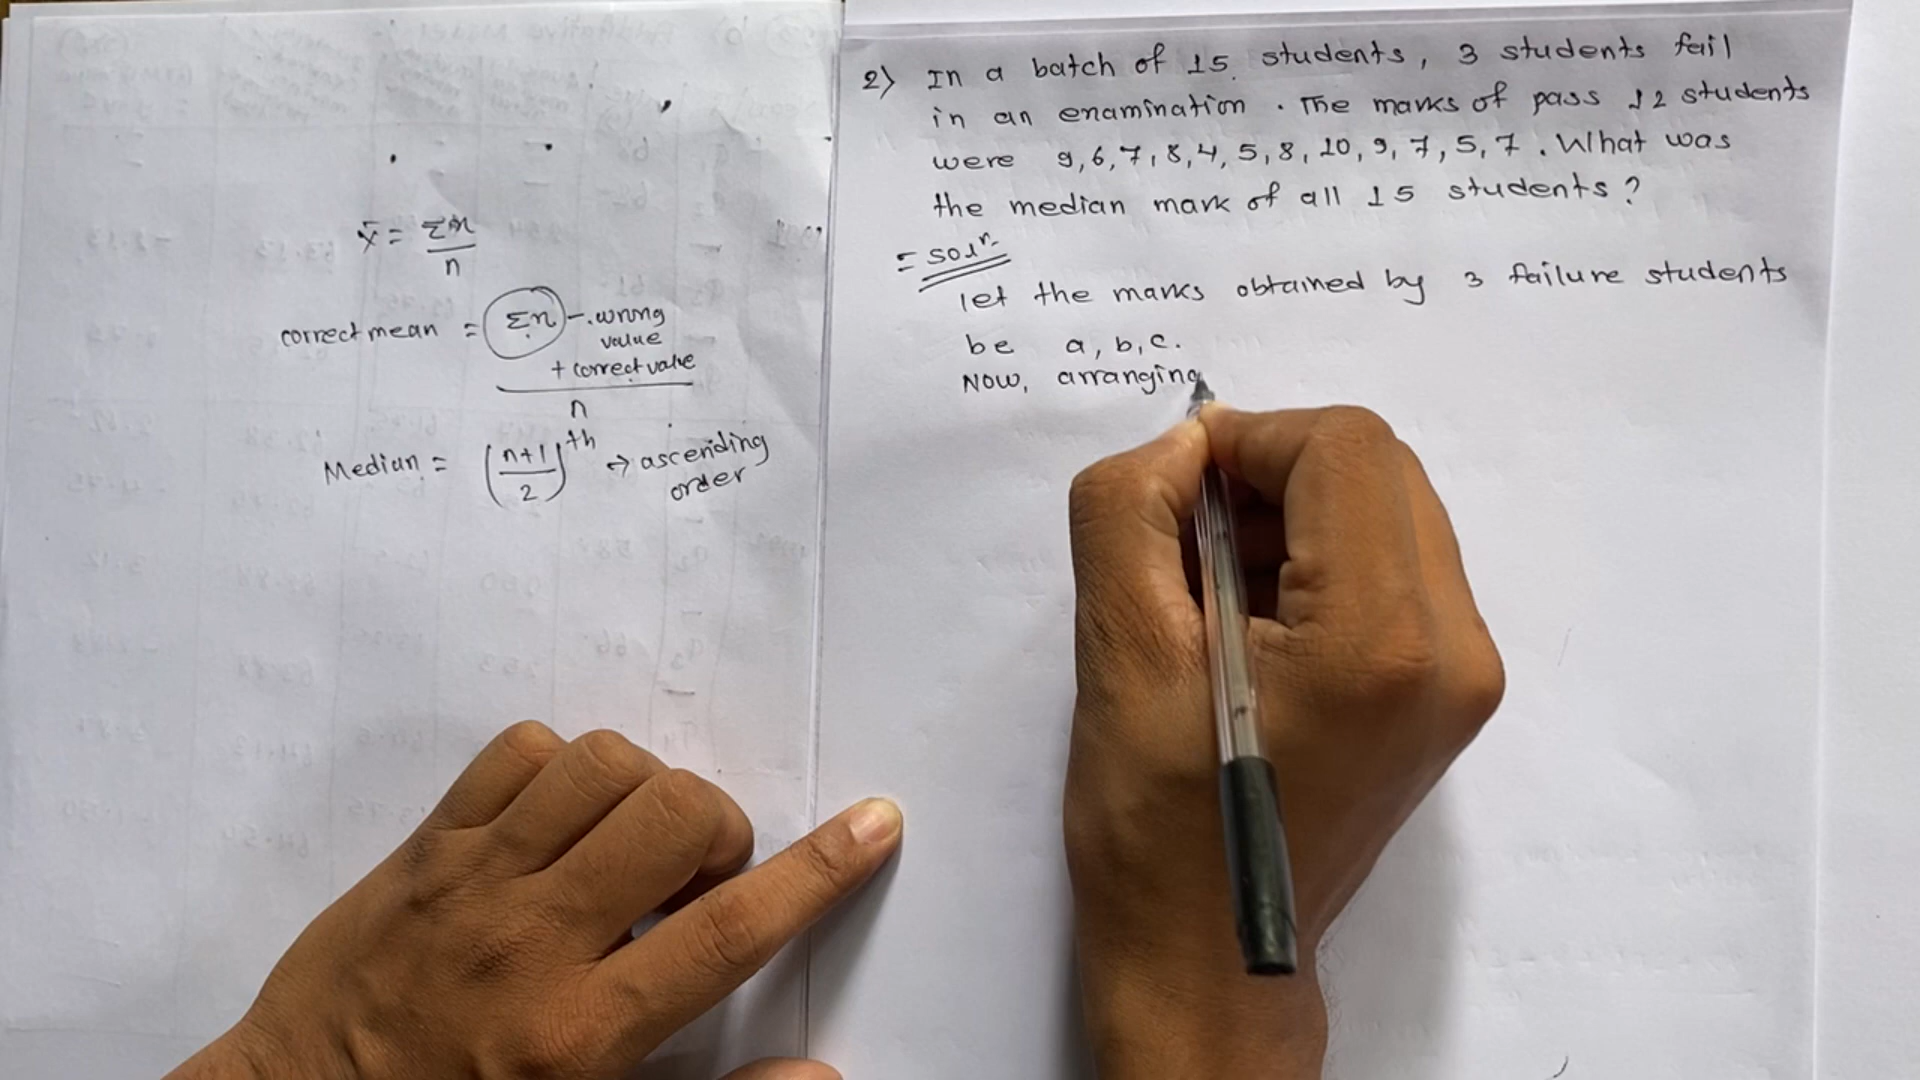 x̄ = Σx
n
correct mean = Σx - wrong
value
+ correct value
n
Median = (n+1/2)th → ascending
order
2) In a batch of 15 students, 3 students fail
in an examination. The marks of pass 12 students
were 9,6,7,8,4,5,8,10,9,7,5,7. What was
the median mark of all 15 students?
= solⁿ
let the marks obtained by 3 failure students
be a, b, c.
Now, arranging